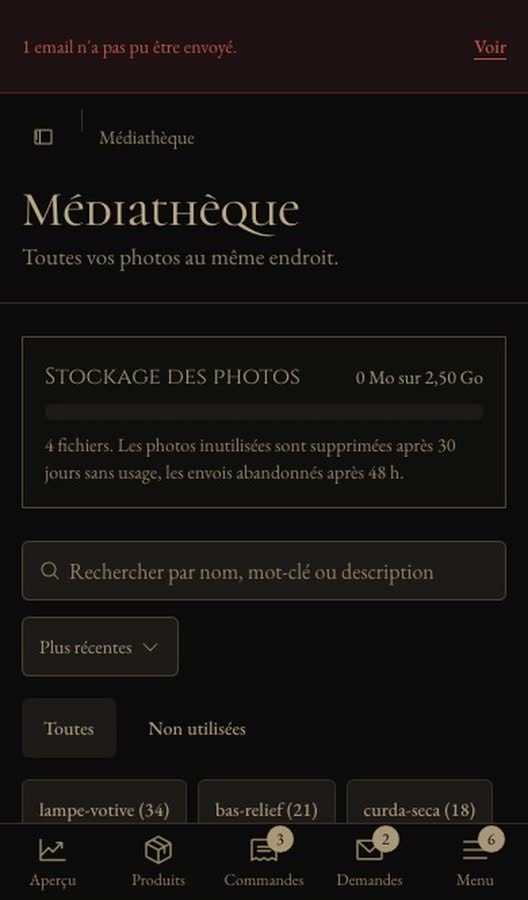 1 email n'a pas pu être envoyé.
Voir
Médiathèque
Médiathèque
Toutes vos photos au même endroit.
Stockage des photos
0 Mo sur 2,50 Go
4 fichiers. Les photos inutilisées sont supprimées après 30
jours sans usage, les envois abandonnés après 48 h.
Rechercher par nom, mot-clé ou description
Plus récentes
Toutes
Non utilisées
lampe-votive (34)
bas-relief (21)
curda-seca (18)
3
2
6
Aperçu
Produits
Commandes
Demandes
Menu